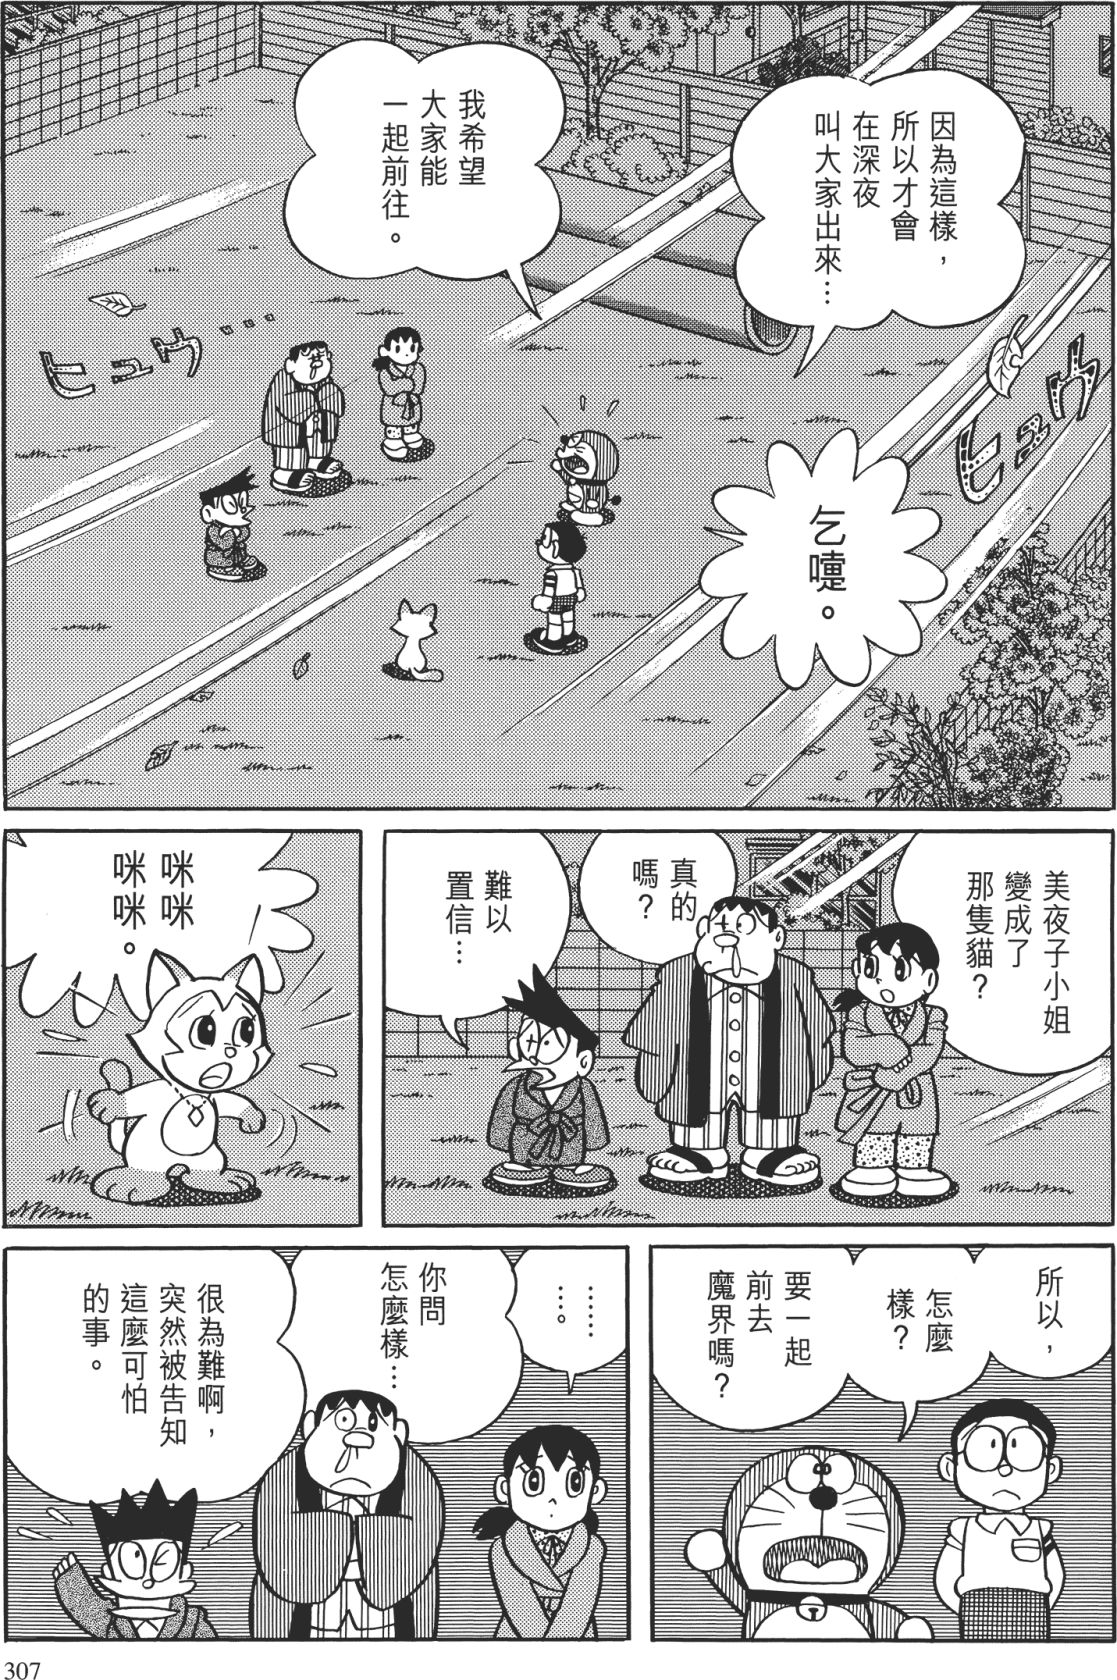 因為這樣，
所以才會
在深夜
叫大家出來…
我希望
大家能
一起前往。
乞嚏。
ヒュウ
ヒュウ…
美夜子小姐
變成了
那隻貓？
真的
嗎？
難以
置信…
咪咪
咪咪。
所以，
怎麼
樣？
要一起
前去
魔界嗎？
……
…。
你問
怎麼樣…
很為難啊，
突然被告知
這麼可怕
的事。
307